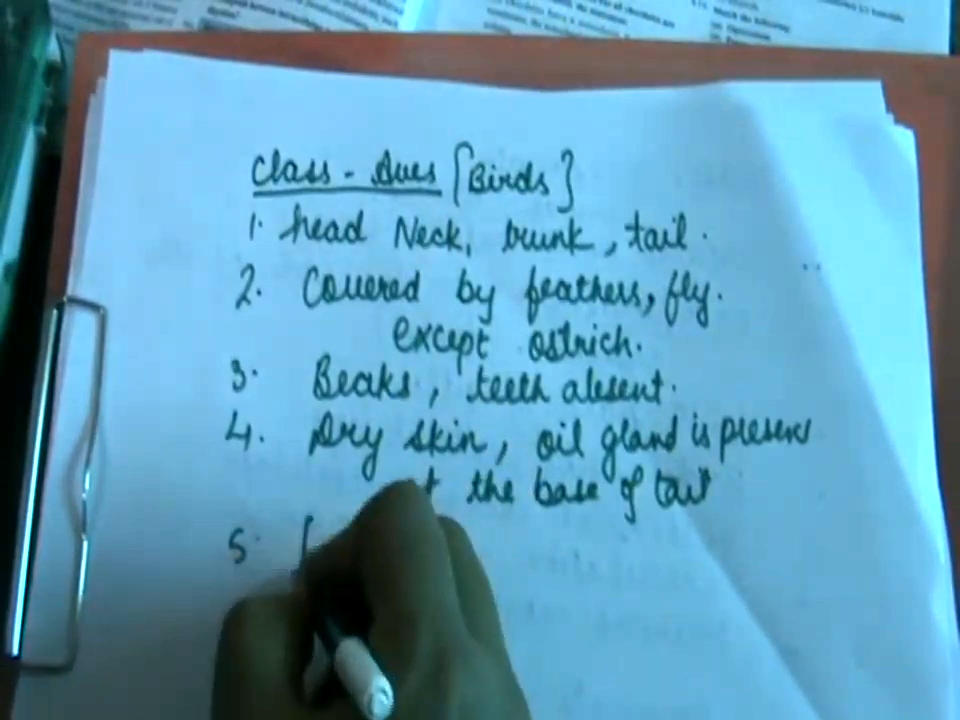 Class - Aves [Birds]
1. head Neck, trunk, tail.
2. Covered by feathers, fly.
except ostrich.
3. Beaks, teeth absent.
4. Dry skin, oil gland is present
the base of tail
5.